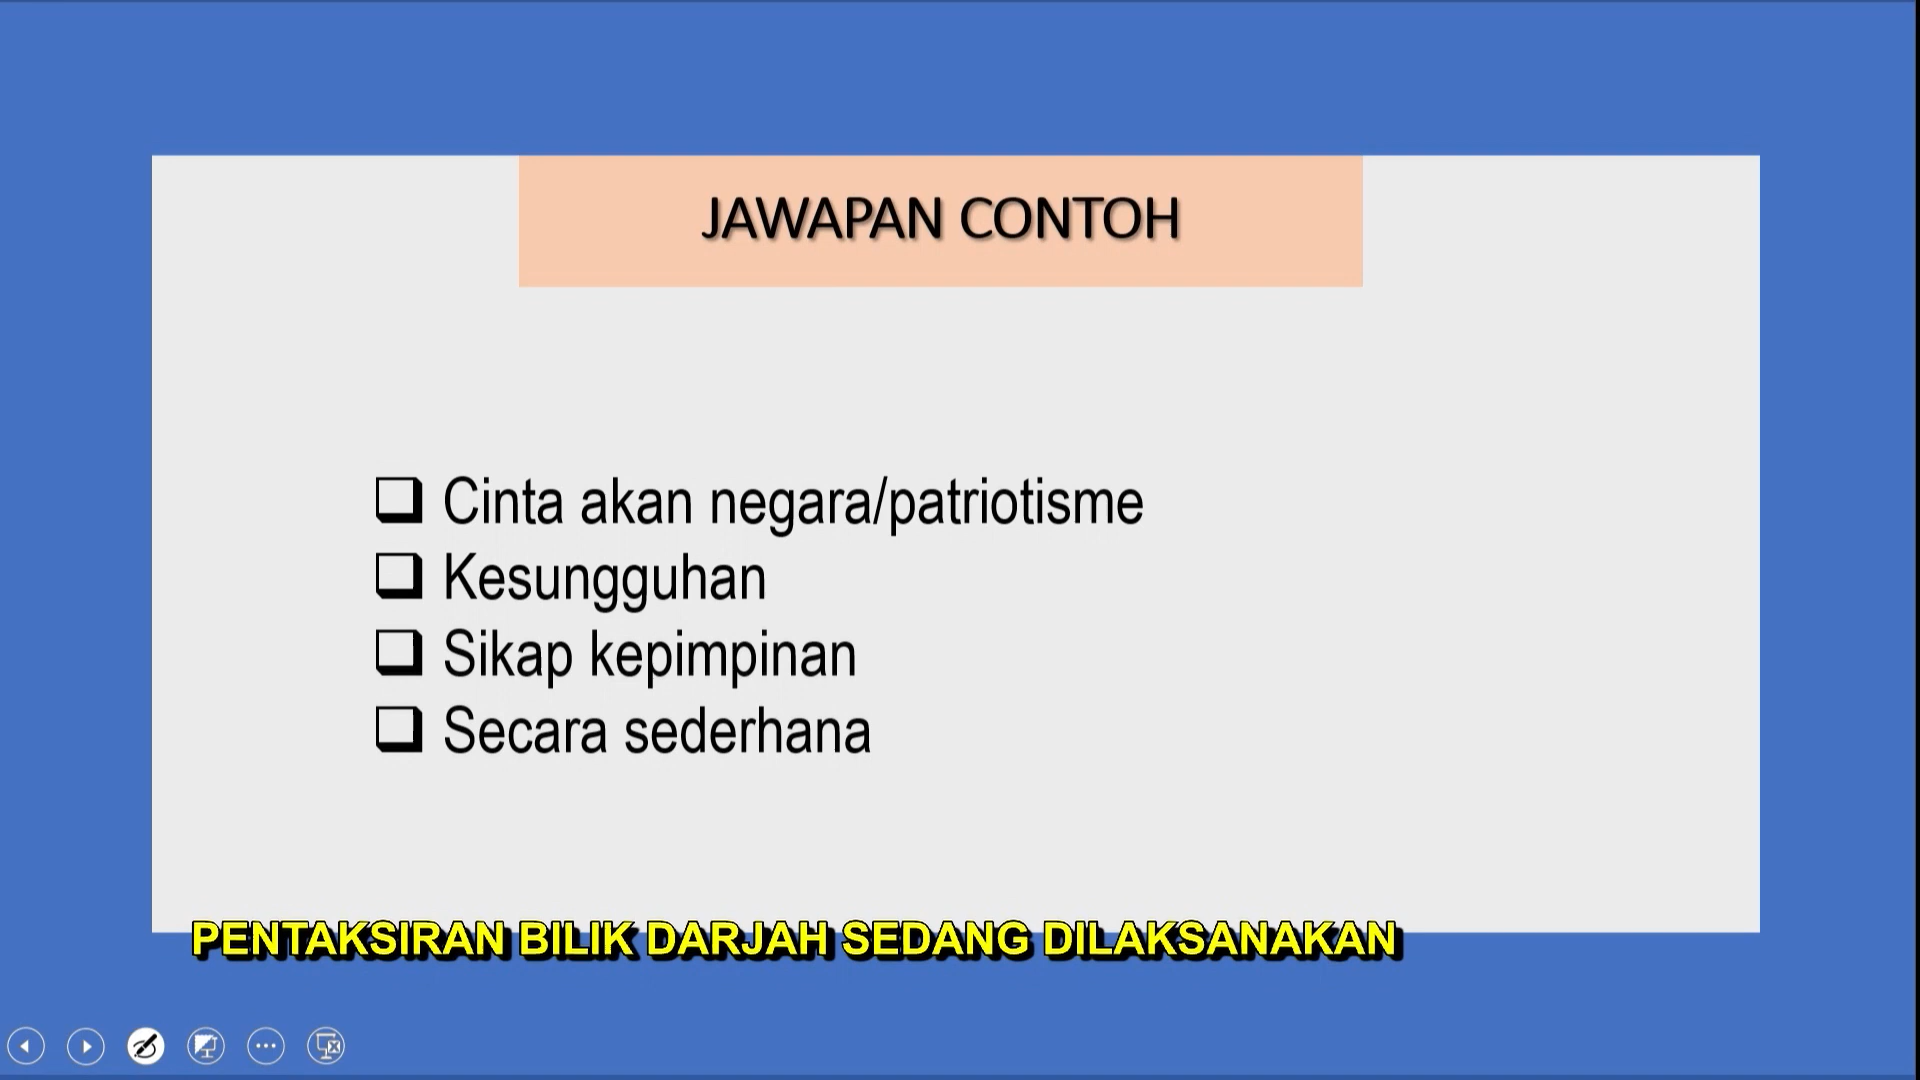 JAWAPAN CONTOH
Cinta akan negara/patriotisme
Kesungguhan
Sikap kepimpinan
Secara sederhana
PENTAKSIRAN BILIK DARJAH SEDANG DILAKSANAKAN